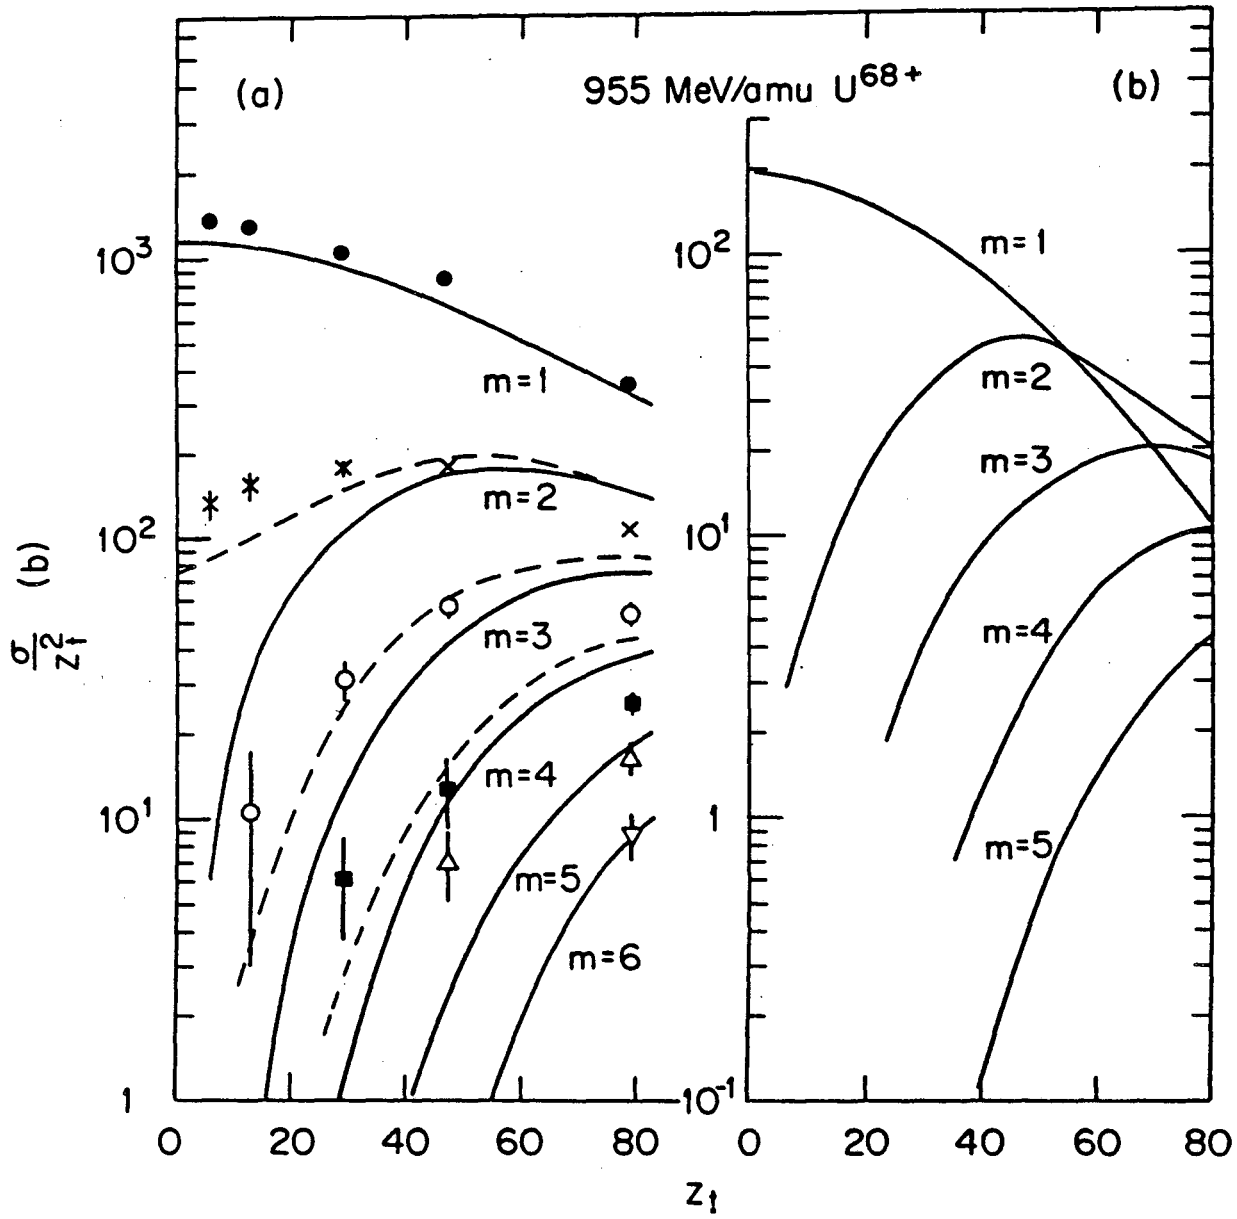 (a) 955 MeV/amu U⁶⁸⁺ (b)
10³
10²
10¹
1
σ/zₜ² (b)
m=1
m=2
m=3
m=4
m=5
m=6
0 20 40 60 80
10²
10¹
1
10⁻¹
m=1
m=2
m=3
m=4
m=5
0 20 40 60 80
zₜ